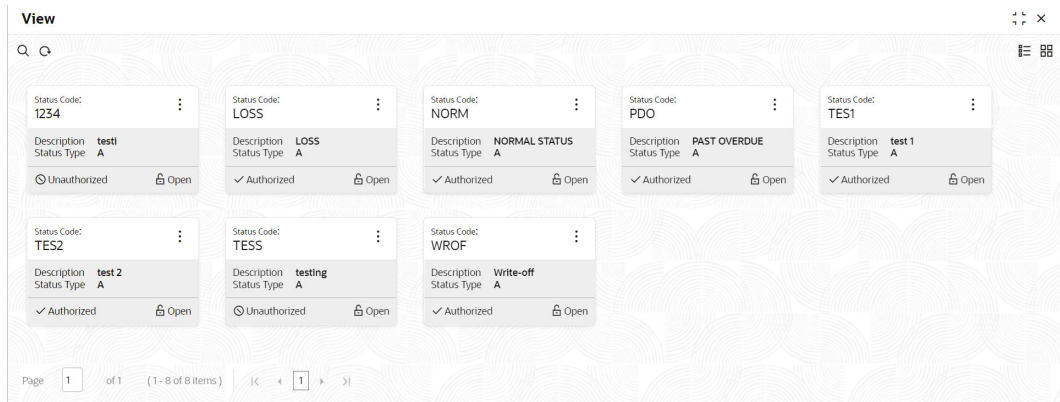 View
Status Code:
1234
Description testl
Status Type A
Unauthorized Open
Status Code:
LOSS
Description LOSS
Status Type A
Authorized Open
Status Code:
NORM
Description NORMAL STATUS
Status Type A
Authorized Open
Status Code:
PDO
Description PAST OVERDUE
Status Type A
Authorized Open
Status Code:
TES1
Description test 1
Status Type A
Authorized Open
Status Code:
TES2
Description test 2
Status Type A
Authorized Open
Status Code:
TESS
Description testing
Status Type A
Unauthorized Open
Status Code:
WROF
Description Write-off
Status Type A
Authorized Open
Page 1 of 1 (1 - 8 of 8 items) 1